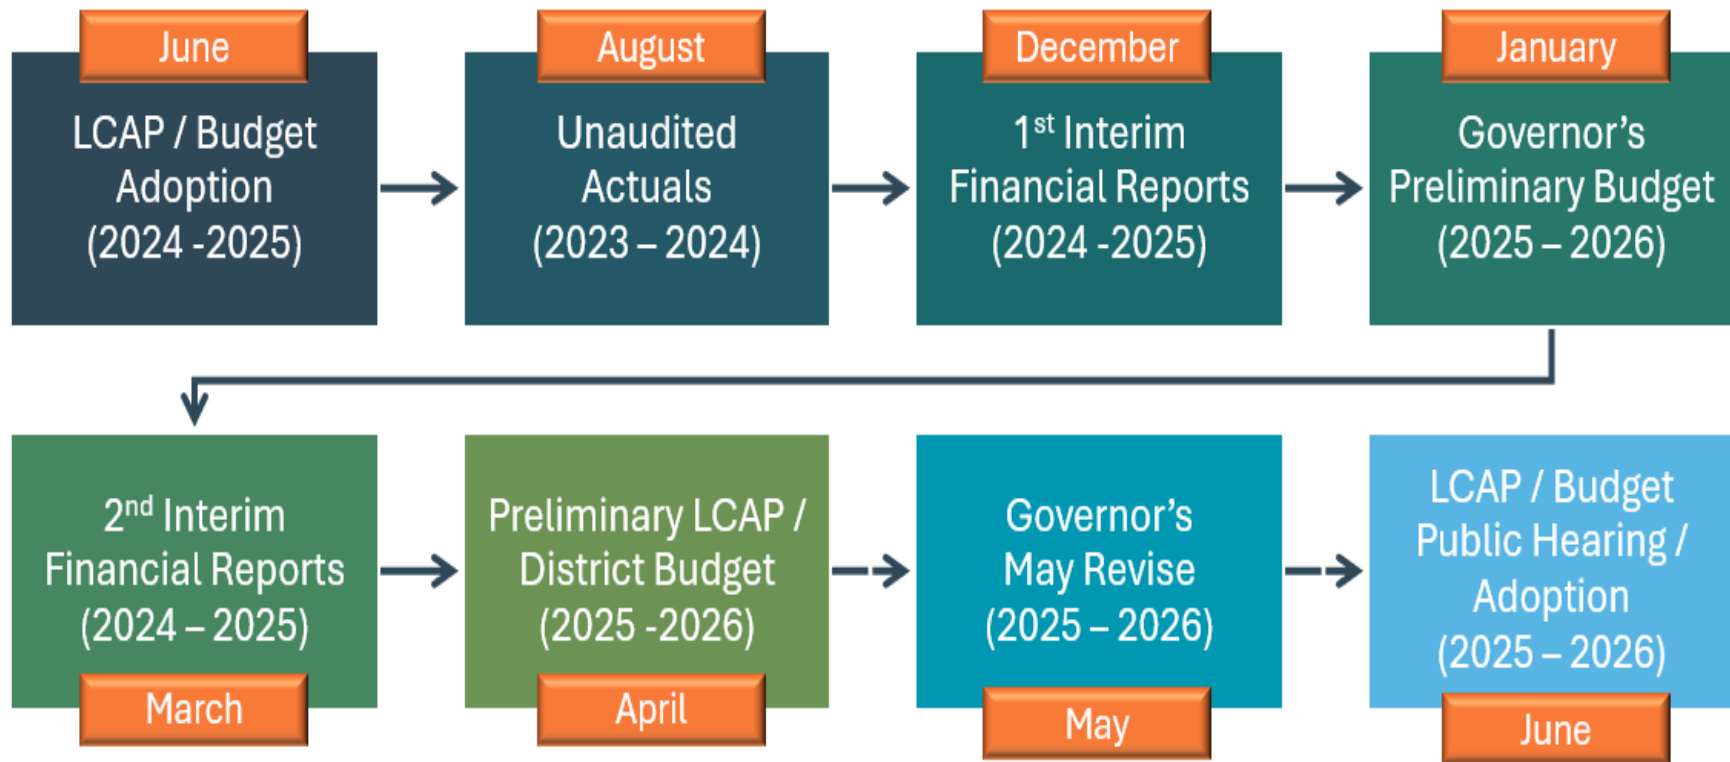 June
LCAP / Budget
Adoption
(2024 -2025)
August
Unaudited
Actuals
(2023 – 2024)
December
1st Interim
Financial Reports
(2024 -2025)
January
Governor’s
Preliminary Budget
(2025 – 2026)
2nd Interim
Financial Reports
(2024 – 2025)
March
Preliminary LCAP /
District Budget
(2025 -2026)
April
Governor’s
May Revise
(2025 – 2026)
May
LCAP / Budget
Public Hearing /
Adoption
(2025 – 2026)
June